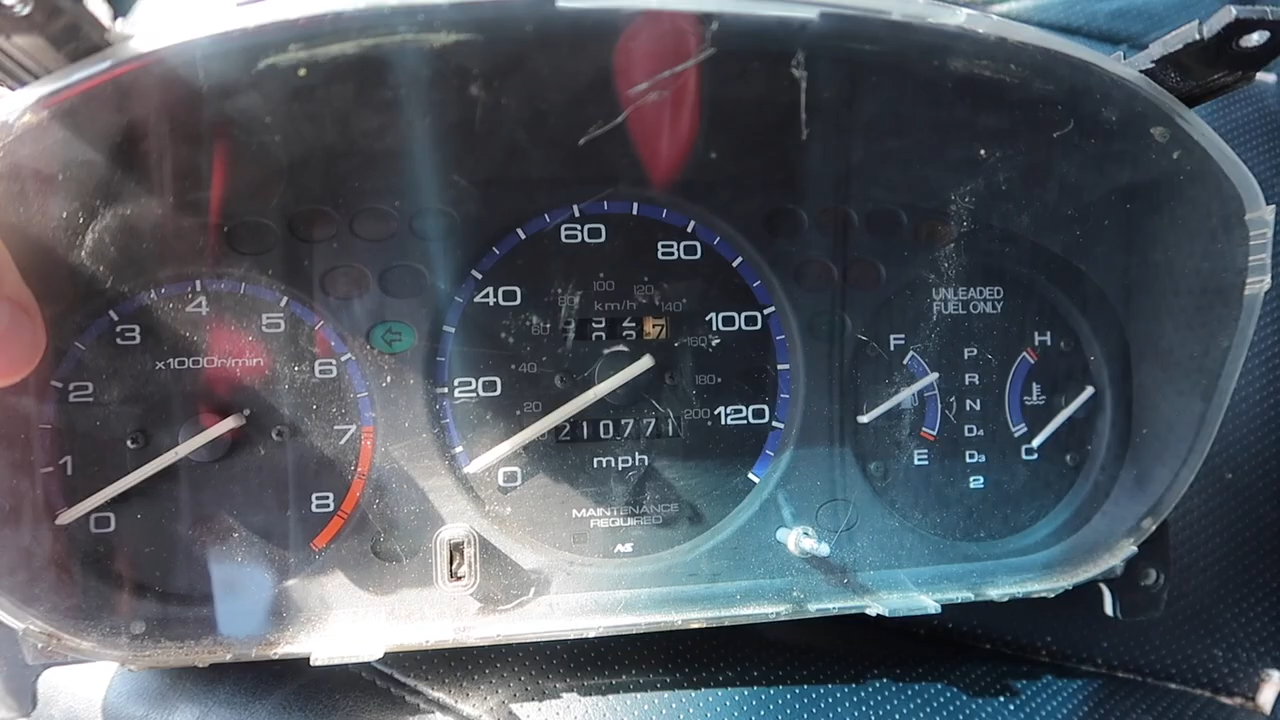 0
1
2
3
4
5
6
7
8
x1000r/min
0
20
40
60
80
100
120
km/h
20
40
60
80
100
120
140
160
180
200
7
210771
mph
MAINTENANCE
REQUIRED
NS
UNLEADED
FUEL ONLY
F
E
P
R
N
D4
D3
2
H
C